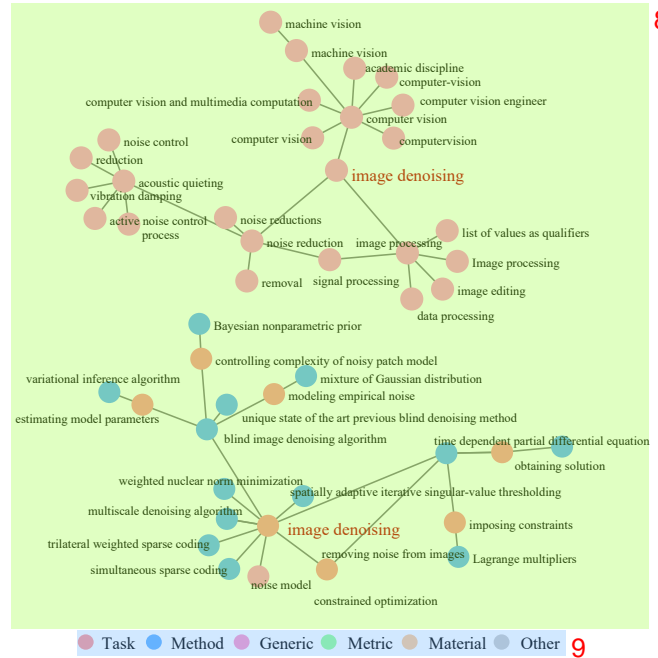 machine vision
8
machine vision
academic discipline
computer-vision
computer vision and multimedia computation
computer vision engineer
computer vision
computer vision
computervision
noise control
reduction
image denoising
acoustic quieting
vibration damping
active noise control
process
noise reductions
list of values as qualifiers
noise reduction
image processing
Image processing
removal
signal processing
image editing
data processing
Bayesian nonparametric prior
controlling complexity of noisy patch model
variational inference algorithm
mixture of Gaussian distribution
modeling empirical noise
estimating model parameters
unique state of the art previous blind denoising method
blind image denoising algorithm
time dependent partial differential equation
obtaining solution
weighted nuclear norm minimization
spatially adaptive iterative singular-value thresholding
multiscale denoising algorithm
imposing constraints
image denoising
trilateral weighted sparse coding
removing noise from images
Lagrange multipliers
simultaneous sparse coding
noise model
constrained optimization
Task Method Generic Metric Material Other 9